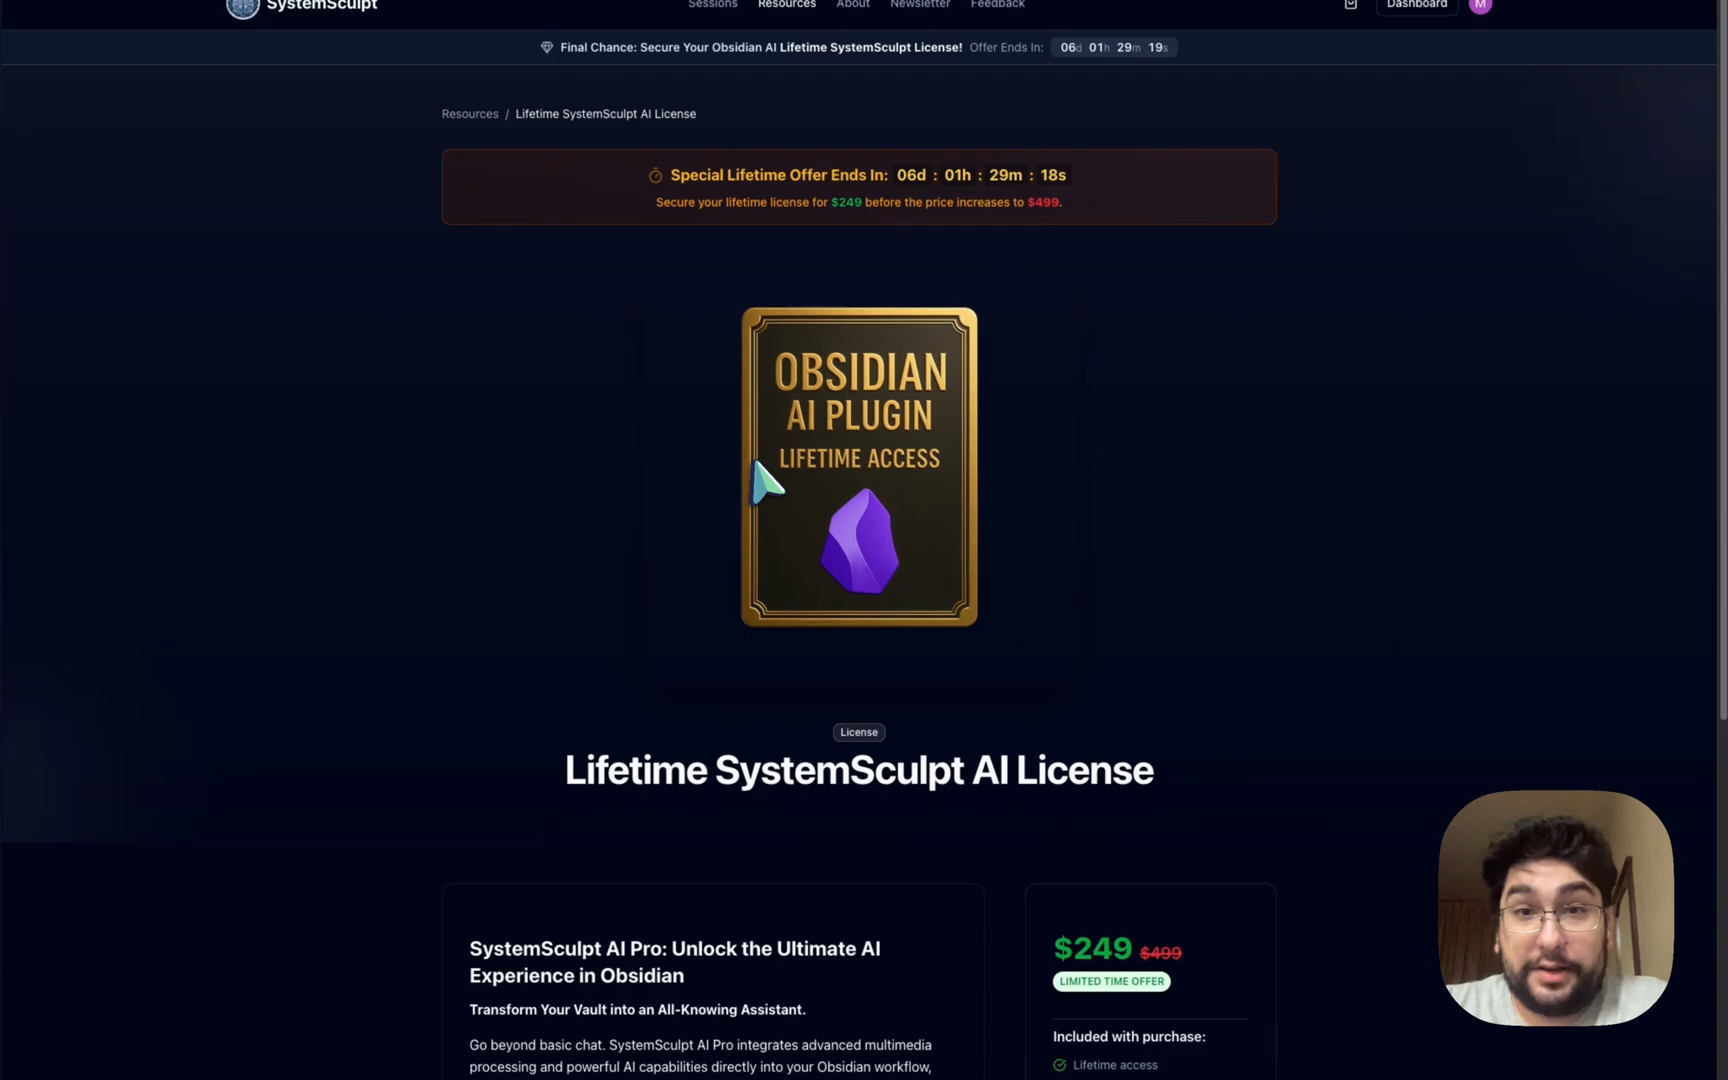 SystemSculpt
Sessions Resources About Newsletter Feedback
Dashboard M
Final Chance: Secure Your Obsidian AI Lifetime SystemSculpt License! Offer Ends In: 06d 01h 29m 19s
Resources / Lifetime SystemSculpt AI License
Special Lifetime Offer Ends In: 06d : 01h : 29m : 18s
Secure your lifetime license for $249 before the price increases to $499.
OBSIDIAN
AI PLUGIN
LIFETIME ACCESS
License
Lifetime SystemSculpt AI License
SystemSculpt AI Pro: Unlock the Ultimate AI
Experience in Obsidian
Transform Your Vault into an All-Knowing Assistant.
Go beyond basic chat. SystemSculpt AI Pro integrates advanced multimedia
processing and powerful AI capabilities directly into your Obsidian workflow,
$249 $499
LIMITED TIME OFFER
Included with purchase:
Lifetime access